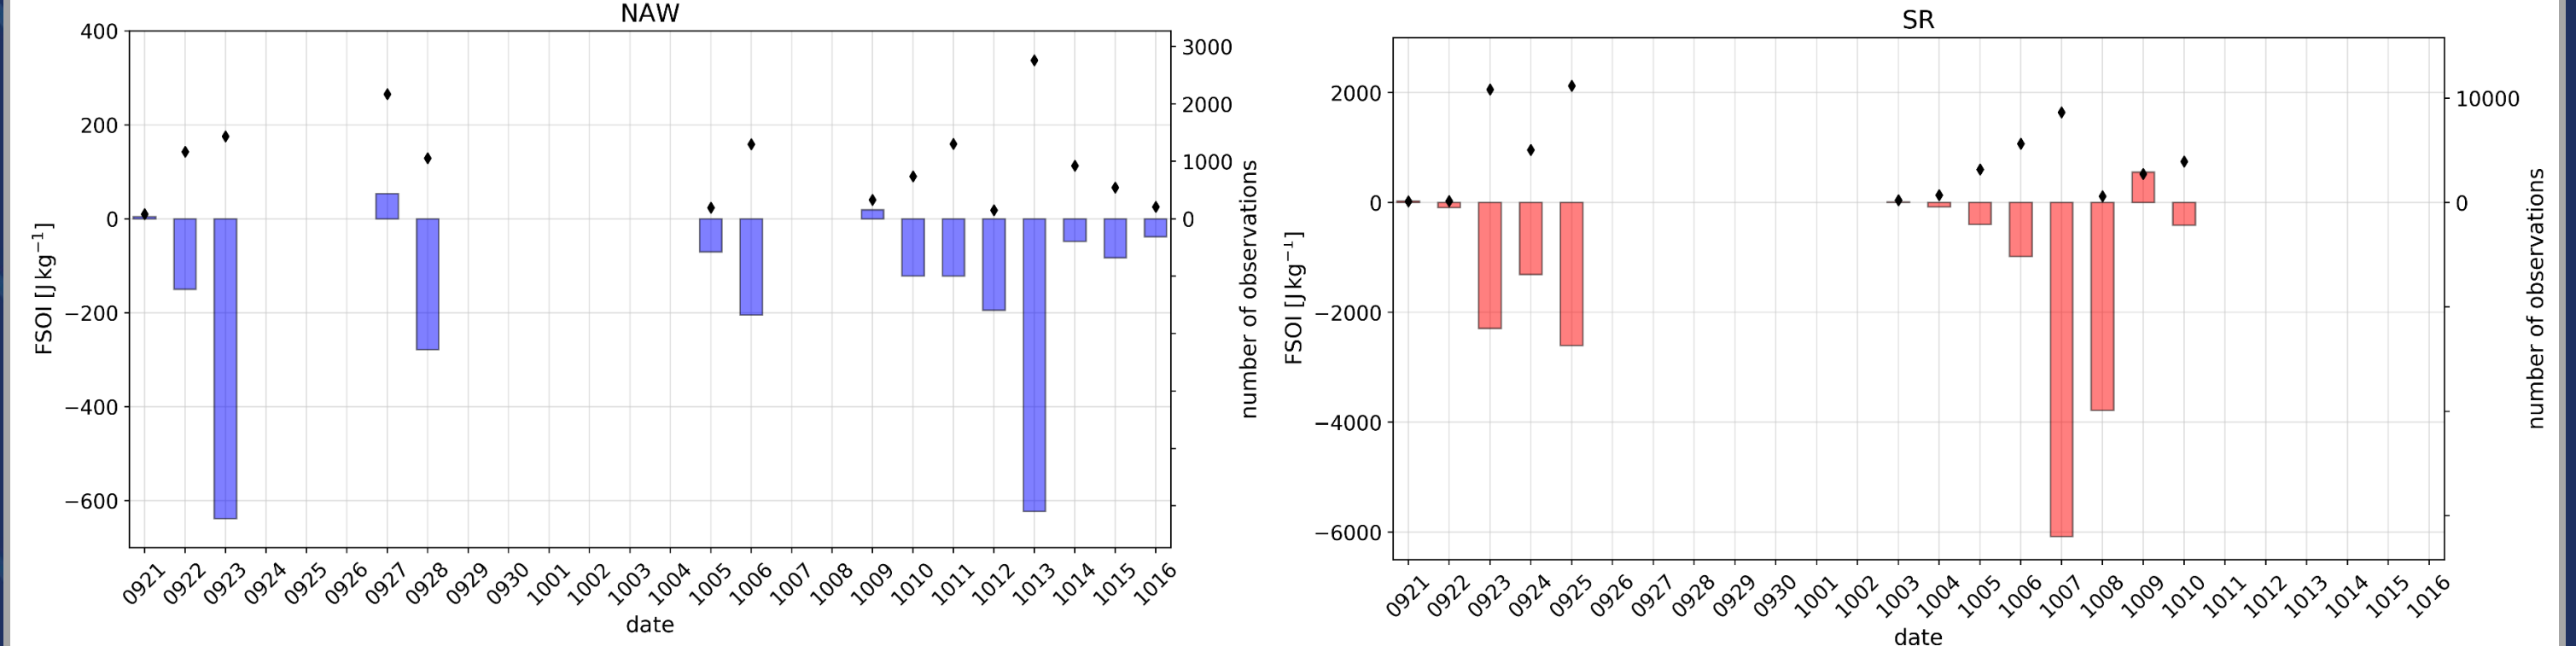 NAW
400
200
0
−200
−400
−600
FSOI [J kg⁻¹]
3000
2000
1000
0
number of observations
0921 0922 0923 0924 0925 0926 0927 0928 0929 0930 1001 1002 1003 1004 1005 1006 1007 1008 1009 1010 1011 1012 1013 1014 1015 1016
date
SR
2000
0
−2000
−4000
−6000
FSOI [J kg⁻¹]
10000
0
number of observations
0921 0922 0923 0924 0925 0926 0927 0928 0929 0930 1001 1002 1003 1004 1005 1006 1007 1008 1009 1010 1011 1012 1013 1014 1015 1016
date